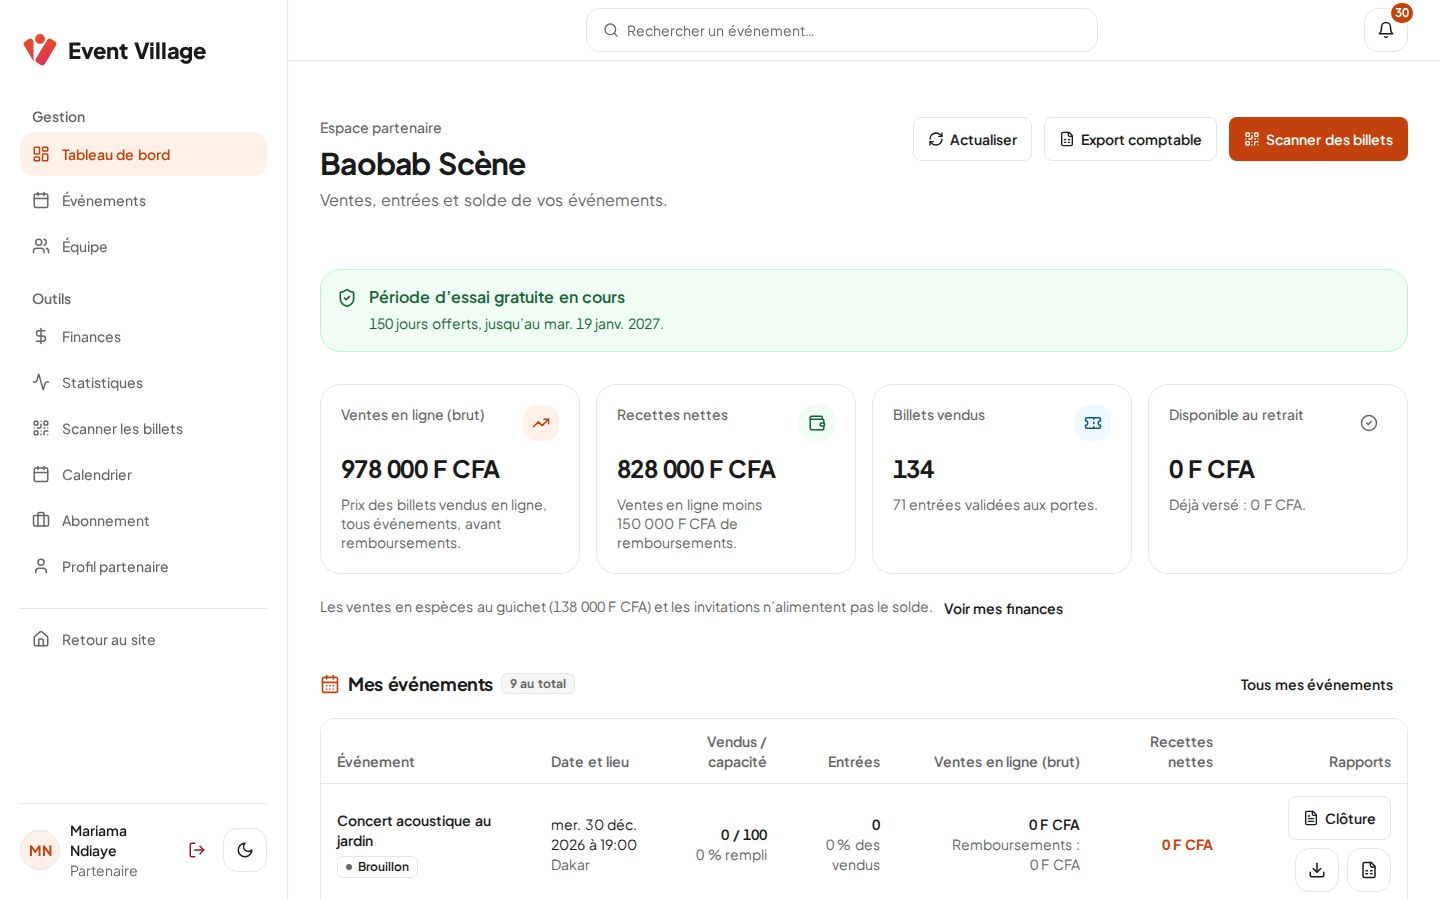 Event Village
Rechercher un événement...
30
Gestion
Tableau de bord
Événements
Équipe
Outils
Finances
Statistiques
Scanner les billets
Calendrier
Abonnement
Profil partenaire
Retour au site
MN
Mariama
Ndiaye
Partenaire
Espace partenaire
Baobab Scène
Ventes, entrées et solde de vos événements.
Actualiser
Export comptable
Scanner des billets
Période d’essai gratuite en cours
150 jours offerts, jusqu’au mar. 19 janv. 2027.
Ventes en ligne (brut)
978 000 F CFA
Prix des billets vendus en ligne,
tous événements, avant
remboursements.
Recettes nettes
828 000 F CFA
Ventes en ligne moins
150 000 F CFA de
remboursements.
Billets vendus
134
71 entrées validées aux portes.
Disponible au retrait
0 F CFA
Déjà versé : 0 F CFA.
Les ventes en espèces au guichet (138 000 F CFA) et les invitations n’alimentent pas le solde. Voir mes finances
Mes événements 9 au total
Tous mes événements
Événement
Date et lieu
Vendus /
capacité
Entrées
Ventes en ligne (brut)
Recettes
nettes
Rapports
Concert acoustique au
jardin
Brouillon
mer. 30 déc.
2026 à 19:00
Dakar
0 / 100
0 % rempli
0
0 % des
vendus
0 F CFA
Remboursements :
0 F CFA
0 F CFA
Clôture